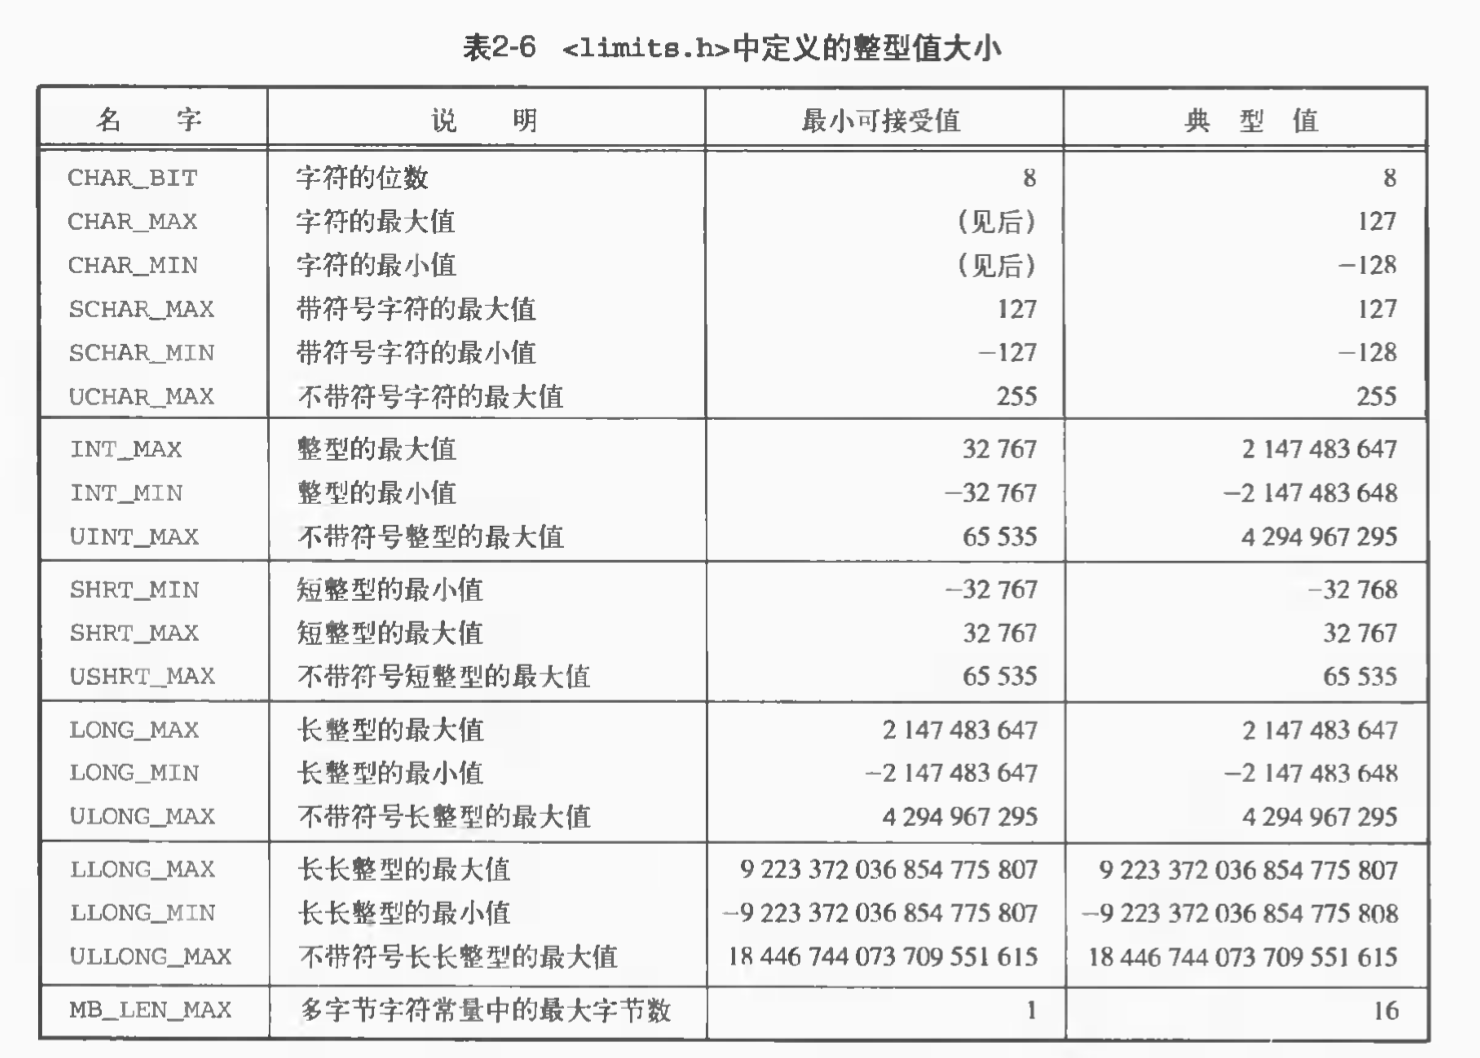 表2-6 <limits.h>中定义的整型值大小
名 字 说 明 最小可接受值 典 型 值
CHAR_BIT 字符的位数 8 8
CHAR_MAX 字符的最大值 (见后) 127
CHAR_MIN 字符的最小值 (见后) −128
SCHAR_MAX 带符号字符的最大值 127 127
SCHAR_MIN 带符号字符的最小值 −127 −128
UCHAR_MAX 不带符号字符的最大值 255 255
INT_MAX 整型的最大值 32 767 2 147 483 647
INT_MIN 整型的最小值 −32 767 −2 147 483 648
UINT_MAX 不带符号整型的最大值 65 535 4 294 967 295
SHRT_MIN 短整型的最小值 −32 767 −32 768
SHRT_MAX 短整型的最大值 32 767 32 767
USHRT_MAX 不带符号短整型的最大值 65 535 65 535
LONG_MAX 长整型的最大值 2 147 483 647 2 147 483 647
LONG_MIN 长整型的最小值 −2 147 483 647 −2 147 483 648
ULONG_MAX 不带符号长整型的最大值 4 294 967 295 4 294 967 295
LLONG_MAX 长长整型的最大值 9 223 372 036 854 775 807 9 223 372 036 854 775 807
LLONG_MIN 长长整型的最小值 −9 223 372 036 854 775 807 −9 223 372 036 854 775 808
ULLONG_MAX 不带符号长长整型的最大值 18 446 744 073 709 551 615 18 446 744 073 709 551 615
MB_LEN_MAX 多字节字符常量中的最大字节数 1 16